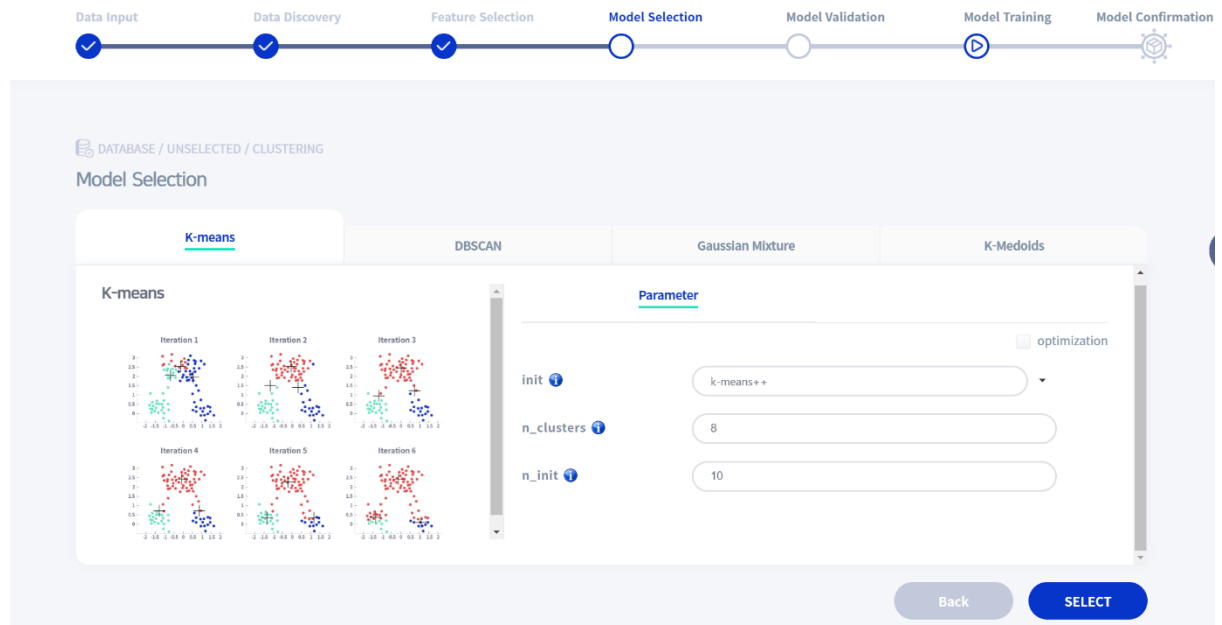 Data Input
Data Discovery
Feature Selection
Model Selection
Model Validation
Model Training
Model Confirmation
DATABASE / UNSELECTED / CLUSTERING
Model Selection
K-means
DBSCAN
Gaussian Mixture
K-Medoids
K-means
Parameter
optimization
Iteration 1
Iteration 2
Iteration 3
Iteration 4
Iteration 5
Iteration 6
init
k-means++
n_clusters
8
n_init
10
Back
SELECT